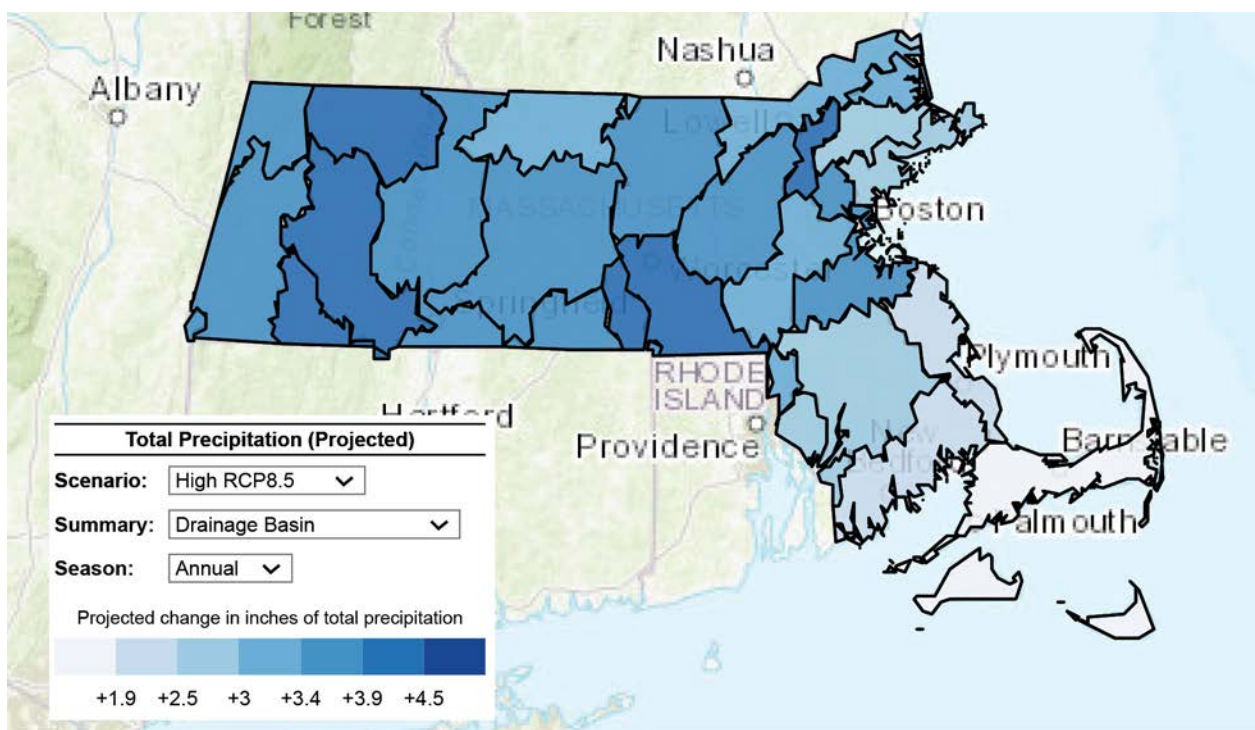 Forest
Nashua
Albany
Lowell
MASSACHUSETTS
Boston
Worcester
Springfield
Plymouth
RHODE
ISLAND
Hartford
Providence
New
Bedford
Barnstable
Falmouth
Total Precipitation (Projected)
Scenario: High RCP8.5
Summary: Drainage Basin
Season: Annual
Projected change in inches of total precipitation
+1.9 +2.5 +3 +3.4 +3.9 +4.5